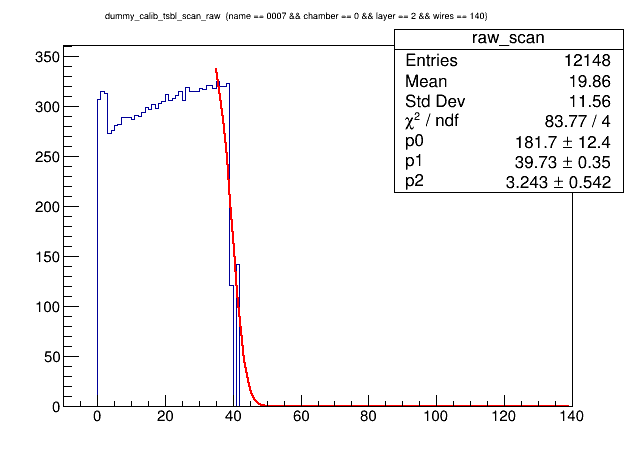 dummy_calib_tsbl_scan_raw (name == 0007 && chamber == 0 && layer == 2 && wires == 140)
raw_scan
Entries 12148
Mean 19.86
Std Dev 11.56
χ² / ndf 83.77 / 4
p0 181.7 ± 12.4
p1 39.73 ± 0.35
p2 3.243 ± 0.542
350
300
250
200
150
100
50
0
0 20 40 60 80 100 120 140